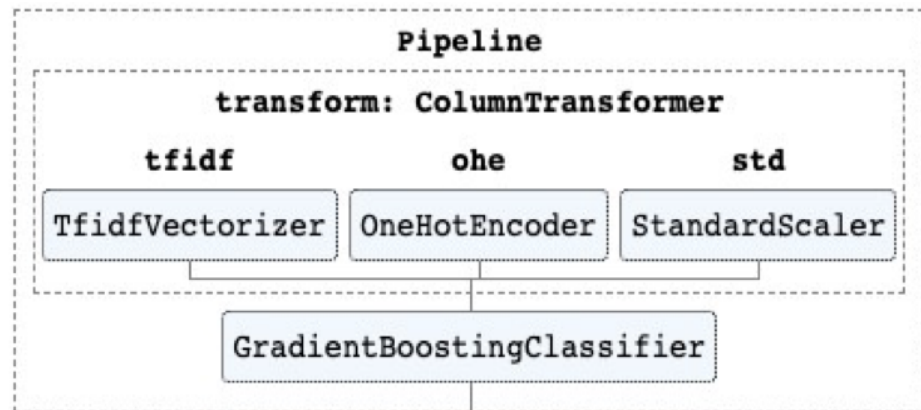 Pipeline
transform: ColumnTransformer
tfidf ohe std
TfidfVectorizer OneHotEncoder StandardScaler
GradientBoostingClassifier